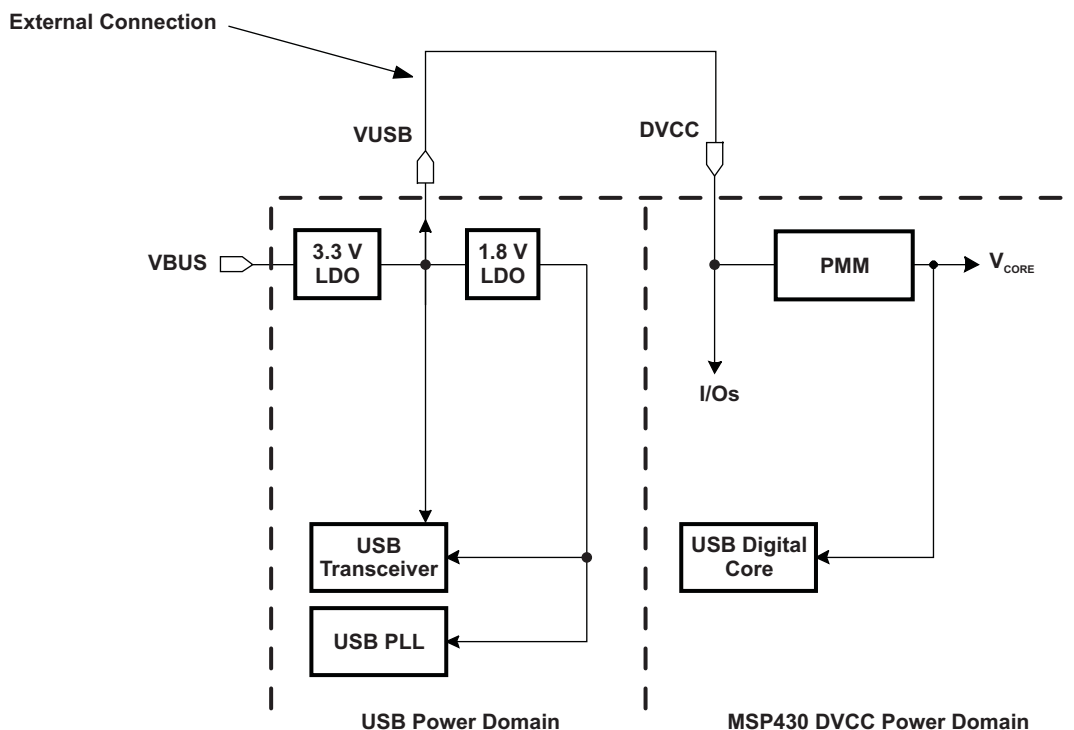 External Connection
VUSB
DVCC
VBUS
3.3 V
LDO
1.8 V
LDO
PMM
VCORE
I/Os
USB
Transceiver
USB Digital
Core
USB PLL
USB Power Domain
MSP430 DVCC Power Domain